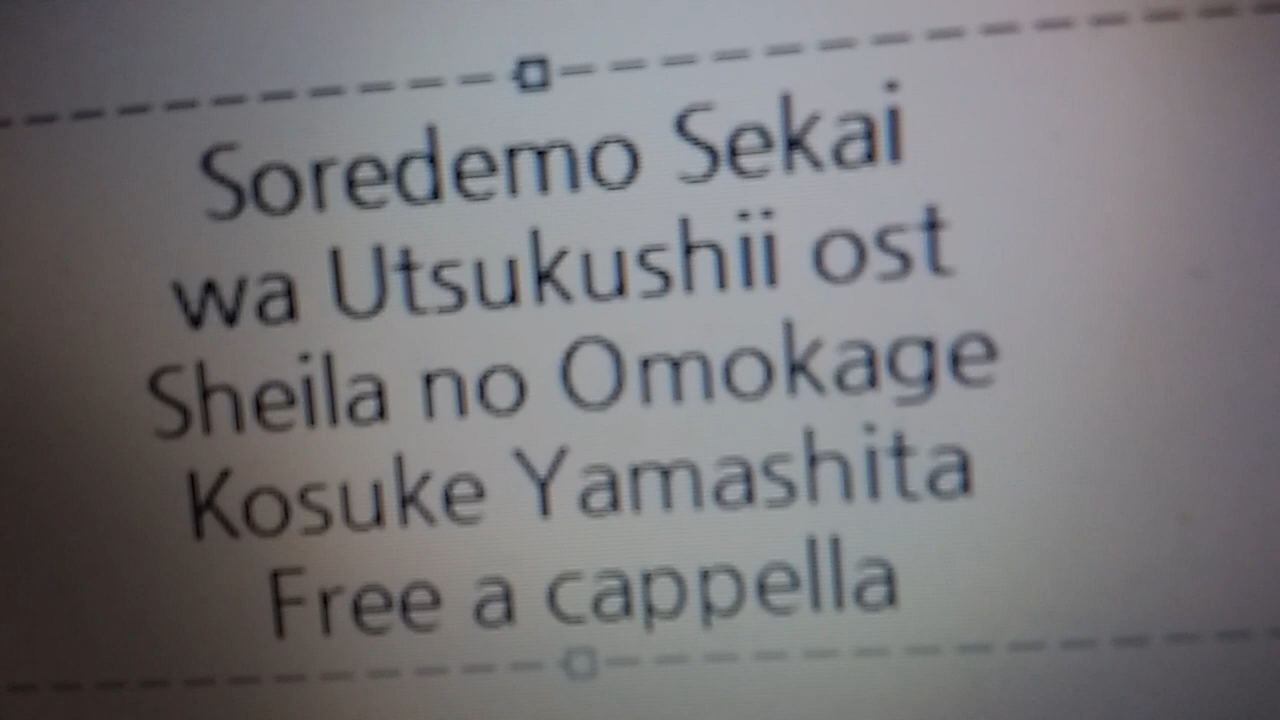 Soredemo Sekai
wa Utsukushii ost
Sheila no Omokage
Kosuke Yamashita
Free a cappella